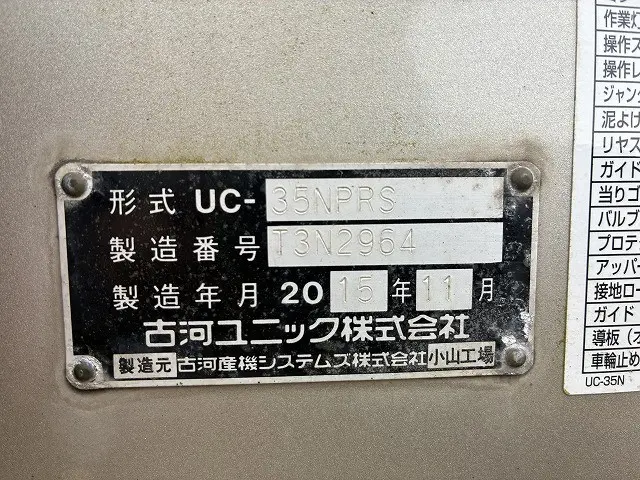 形式 UC-35NPRS
製造番号 T3N2964
製造年月 2015年11月
古河ユニック株式会社
製造元 古河産機システムズ株式会社 小山工場
作業灯
操作ス
操作レ
ジャンク
泥よけ
リヤス
ガイド
当りゴ
バルブ
プロテ
アッパー
接地ロー
ガイド
導板（オ
車輪止め
UC-35N